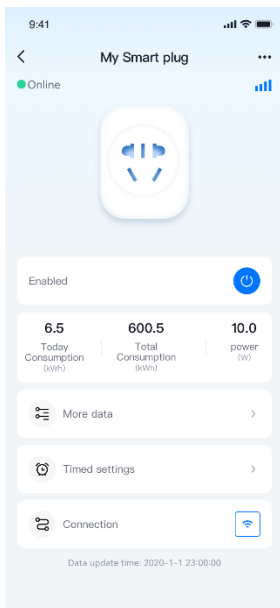 9:41
My Smart plug
Online
Enabled
6.5 600.5 10.0
Today Total power
Consumption Consumption (W)
(kWh) (kWh)
More data
Timed settings
Connection
Data update time: 2020-1-1 23:00:00